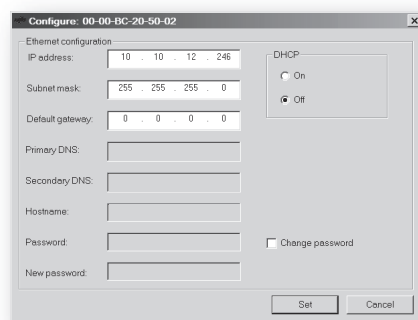 Configure: 00-00-BC-20-50-02
Ethernet configuration
IP address: 10 . 10 . 12 . 246
DHCP
On
Subnet mask: 255 . 255 . 255 . 0
Off
Default gateway: 0 . 0 . 0 . 0
Primary DNS:
Secondary DNS:
Hostname:
Password:
Change password
New password:
Set
Cancel